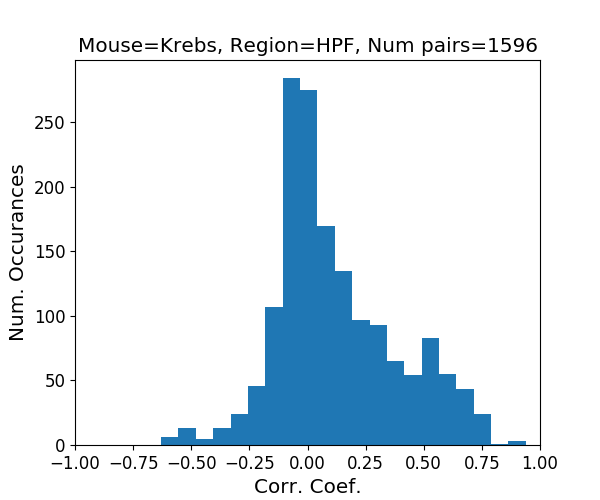 Mouse=Krebs, Region=HPF, Num pairs=1596
Num. Occurances
250
200
150
100
50
0
−1.00 −0.75 −0.50 −0.25 0.00 0.25 0.50 0.75 1.00
Corr. Coef.